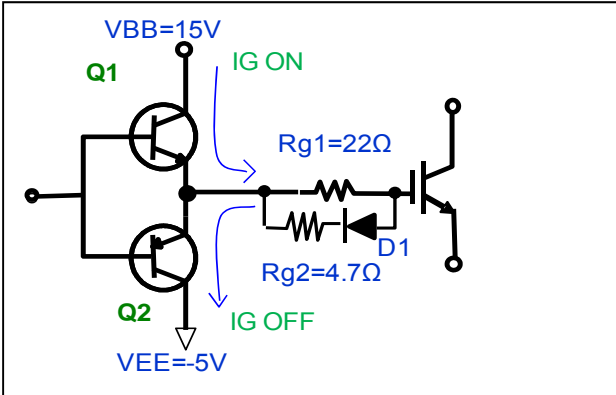 VBB=15V
Q1
IG ON
Rg1=22Ω
D1
Rg2=4.7Ω
Q2
IG OFF
VEE=-5V